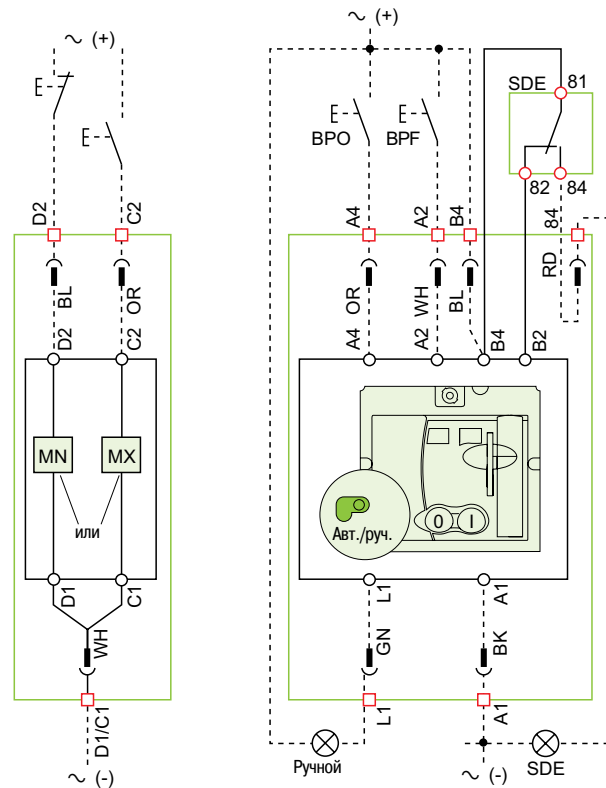 ∼ (+)
D2
C2
BL
OR
D2
C2
MN
MX
или
D1
C1
WH
D1/C1
∼ (-)
∼ (+)
BPO
BPF
SDE
81
82
84
A4
A2
B4
84
OR
WH
BL
RD
A4
A2
B4
B2
Авт./руч.
0
I
L1
A1
GN
BK
L1
A1
Ручной
∼ (-)
SDE